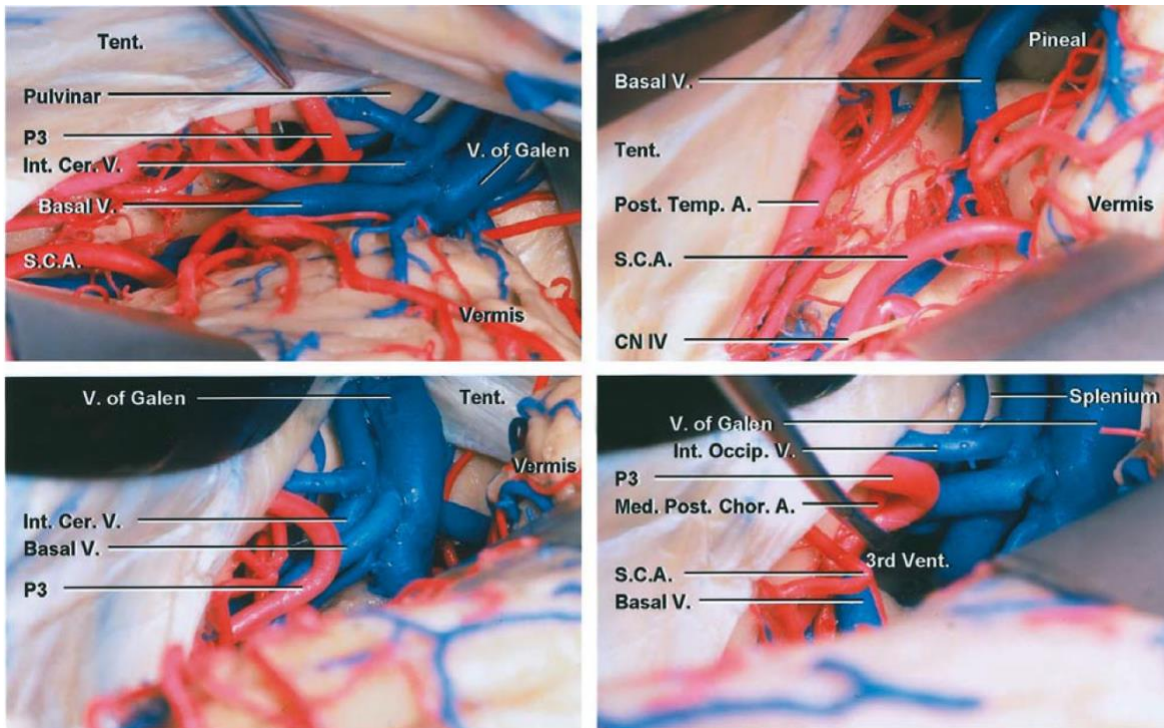 Tent.
Pulvinar
P3
Int. Cer. V.
V. of Galen
Basal V.
S.C.A.
Vermis
Pineal
Basal V.
Tent.
Post. Temp. A.
Vermis
S.C.A.
CN IV
V. of Galen
Tent.
Vermis
Int. Cer. V.
Basal V.
P3
Splenium
V. of Galen
Int. Occip. V.
P3
Med. Post. Chor. A.
3rd Vent.
S.C.A.
Basal V.